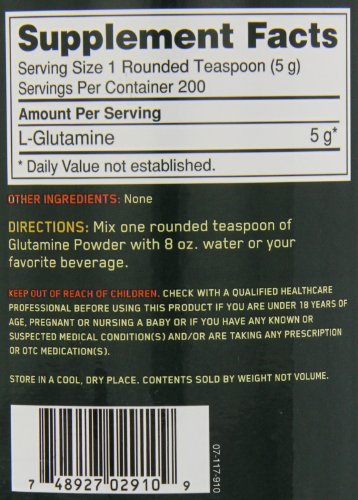 Supplement Facts
Serving Size 1 Rounded Teaspoon (5 g)
Servings Per Container 200
Amount Per Serving
L-Glutamine 5 g*
* Daily Value not established.
OTHER INGREDIENTS: None
DIRECTIONS: Mix one rounded teaspoon of
Glutamine Powder with 8 oz. water or your
favorite beverage.
KEEP OUT OF REACH OF CHILDREN. CHECK WITH A QUALIFIED HEALTHCARE
PROFESSIONAL BEFORE USING THIS PRODUCT IF YOU ARE UNDER 18 YEARS OF
AGE, PREGNANT OR NURSING A BABY OR IF YOU HAVE ANY KNOWN OR
SUSPECTED MEDICAL CONDITION(S) AND/OR ARE TAKING ANY PRESCRIPTION
OR OTC MEDICATION(S).
STORE IN A COOL, DRY PLACE. CONTENTS SOLD BY WEIGHT NOT VOLUME.
7 48927 02910 9
07-117-910